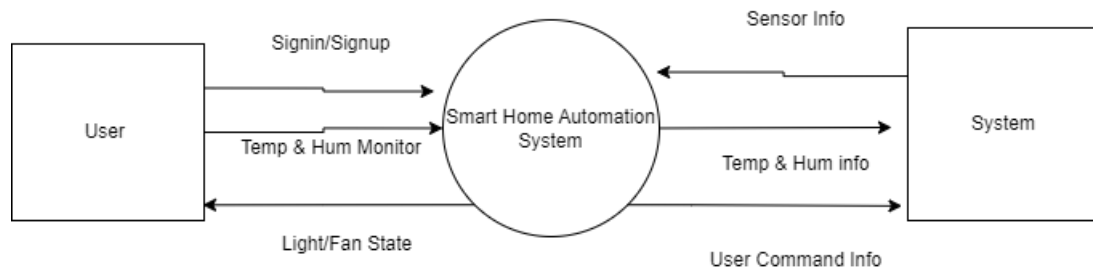 Sensor Info
Signin/Signup
Smart Home Automation
System
User
System
Temp & Hum Monitor
Temp & Hum info
Light/Fan State
User Command Info